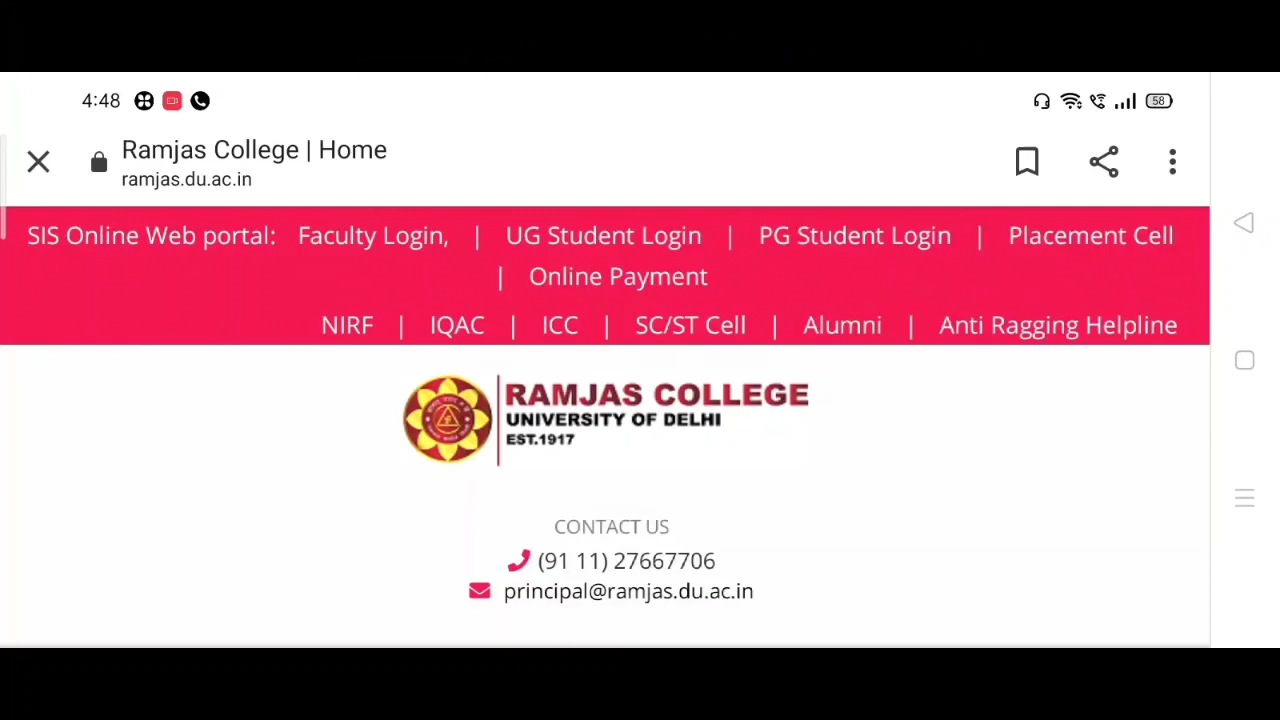 4:48
58
Ramjas College | Home
ramjas.du.ac.in
SIS Online Web portal: Faculty Login, | UG Student Login | PG Student Login | Placement Cell
| Online Payment
NIRF | IQAC | ICC | SC/ST Cell | Alumni | Anti Ragging Helpline
RAMJAS COLLEGE
UNIVERSITY OF DELHI
EST.1917
CONTACT US
(91 11) 27667706
principal@ramjas.du.ac.in